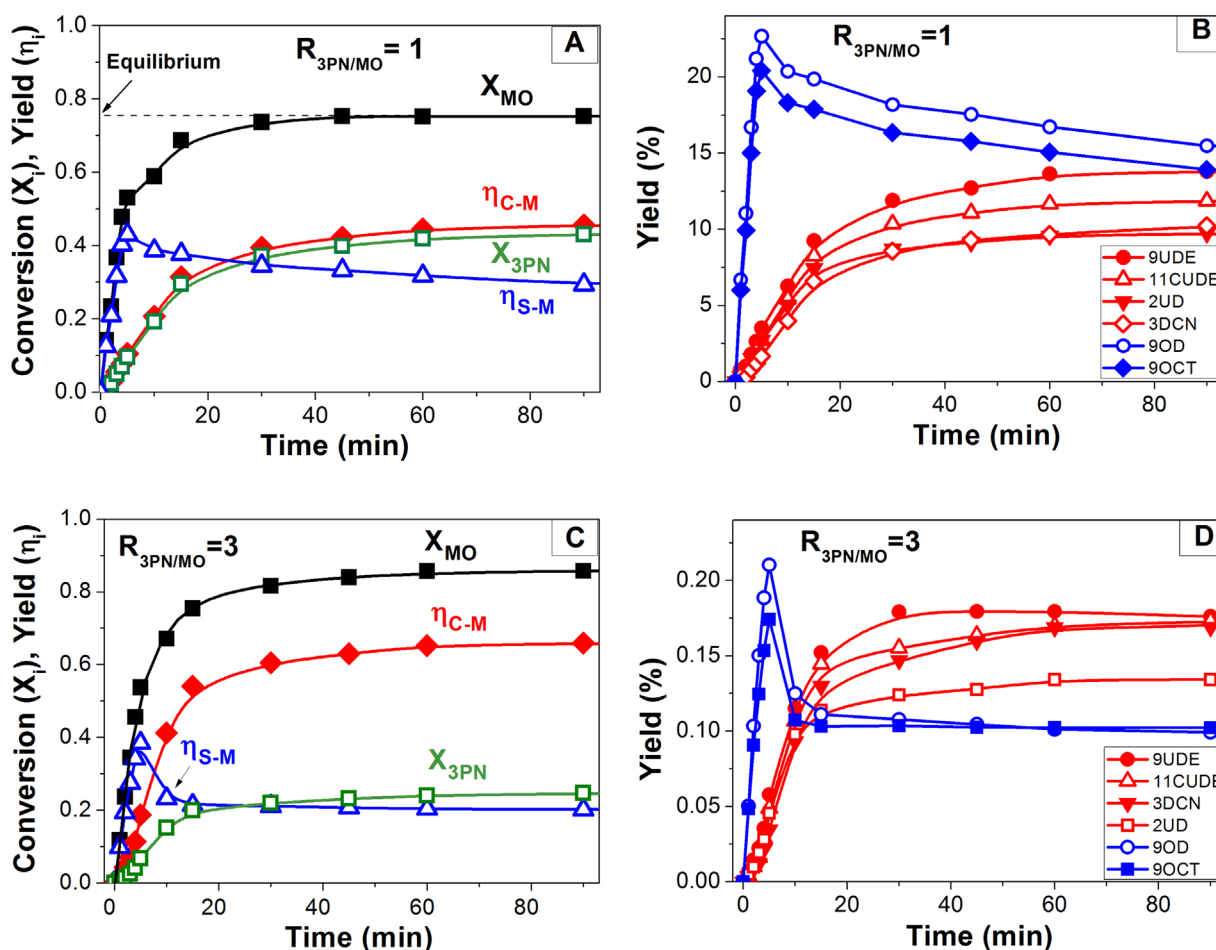 A
R3PN/MO = 1
Equilibrium
XMO
ηC-M
X3PN
ηS-M
Conversion (Xi), Yield (ηi)
1.0
0.8
0.6
0.4
0.2
0.0
0 20 40 60 80
Time (min)
B
R3PN/MO=1
Yield (%)
20
15
10
5
0
0 20 40 60 80
Time (min)
9UDE
11CUDE
2UD
3DCN
9OD
9OCT
C
R3PN/MO=3
XMO
ηC-M
ηS-M
X3PN
Conversion (Xi), Yield (ηi)
1.0
0.8
0.6
0.4
0.2
0.0
0 20 40 60 80
Time (min)
D
R3PN/MO=3
Yield (%)
0.20
0.15
0.10
0.05
0.00
0 20 40 60 80
Time (min)
9UDE
11CUDE
3DCN
2UD
9OD
9OCT